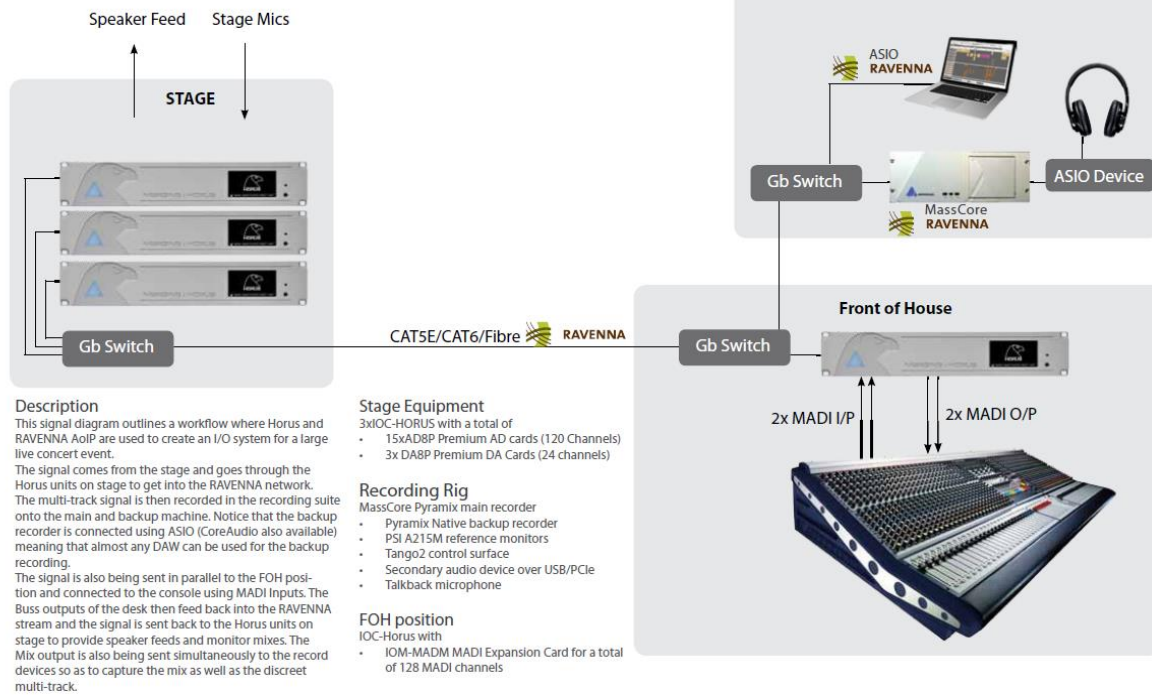 Speaker Feed
Stage Mics
STAGE
HORUS
HORUS
Gb Switch
CAT5E/CAT6/Fibre
RAVENNA
ASIO
RAVENNA
Gb Switch
ASIO Device
MassCore
RAVENNA
Front of House
Gb Switch
2x MADI I/P
2x MADI O/P
Description
This signal diagram outlines a workflow where Horus and
RAVENNA AoIP are used to create an I/O system for a large
live concert event.
The signal comes from the stage and goes through the
Horus units on stage to get into the RAVENNA network.
The multi-track signal is then recorded in the recording suite
onto the main and backup machine. Notice that the backup
recorder is connected using ASIO (CoreAudio also available)
meaning that almost any DAW can be used for the backup
recording.
The signal is also being sent in parallel to the FOH posi-
tion and connected to the console using MADI Inputs. The
Buss outputs of the desk then feed back into the RAVENNA
stream and the signal is sent back to the Horus units on
stage to provide speaker feeds and monitor mixes. The
Mix output is also being sent simultaneously to the record
devices so as to capture the mix as well as the discreet
multi-track.
Stage Equipment
3xIOC-HORUS with a total of
• 15xAD8P Premium AD cards (120 Channels)
• 3x DA8P Premium DA Cards (24 channels)
Recording Rig
MassCore Pyramix main recorder
• Pyramix Native backup recorder
• PSI A215M reference monitors
• Tango2 control surface
• Secondary audio device over USB/PCIe
• Talkback microphone
FOH position
IOC-Horus with
• IOM-MADM MADI Expansion Card for a total
of 128 MADI channels